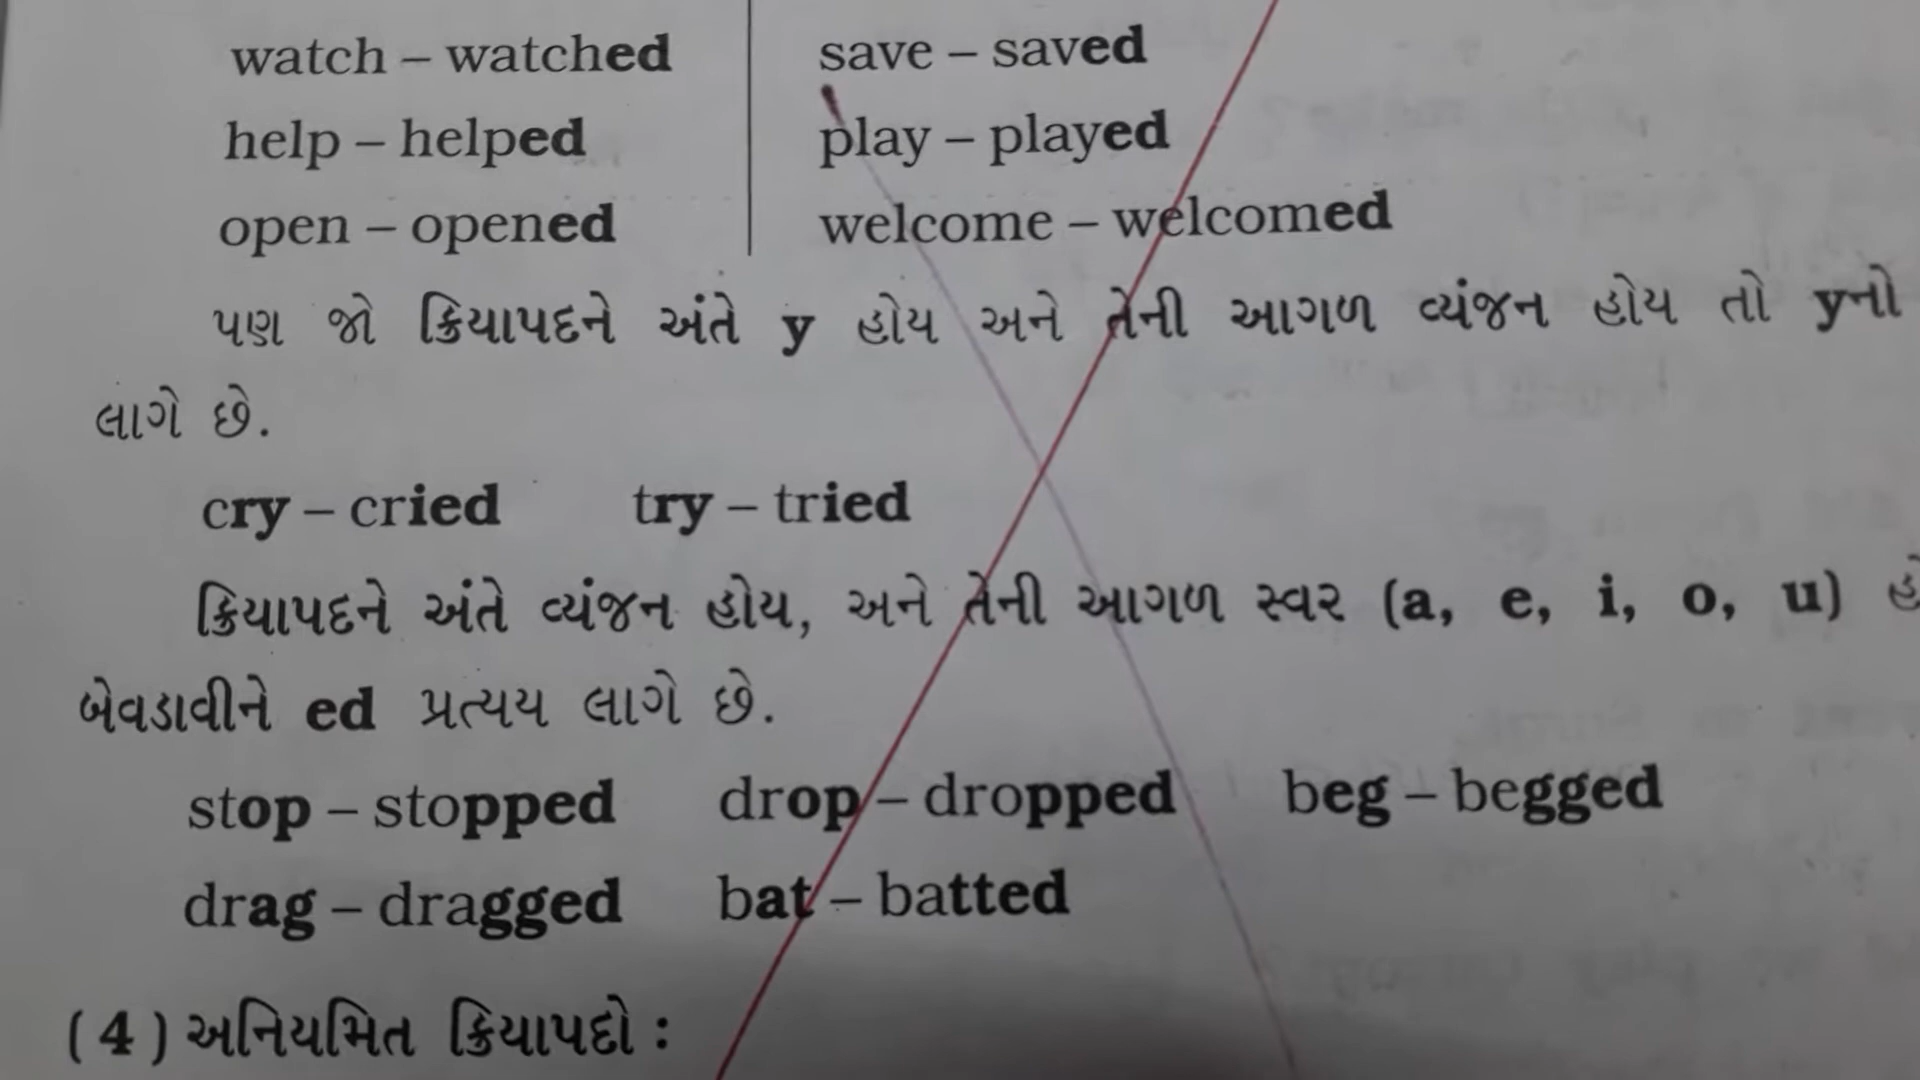 watch – watched save – saved
help – helped play – played
open – opened welcome – welcomed
પણ જો ક્રિયાપદને અંતે y હોય અને તેની આગળ વ્યંજન હોય તો yનો
લાગે છે.
cry – cried try – tried
ક્રિયાપદને અંતે વ્યંજન હોય, અને તેની આગળ સ્વર (a, e, i, o, u)
બેવડાવીને ed પ્રત્યય લાગે છે.
stop – stopped drop – dropped beg – begged
drag – dragged bat – batted
(4) અનિયમિત ક્રિયાપદો :